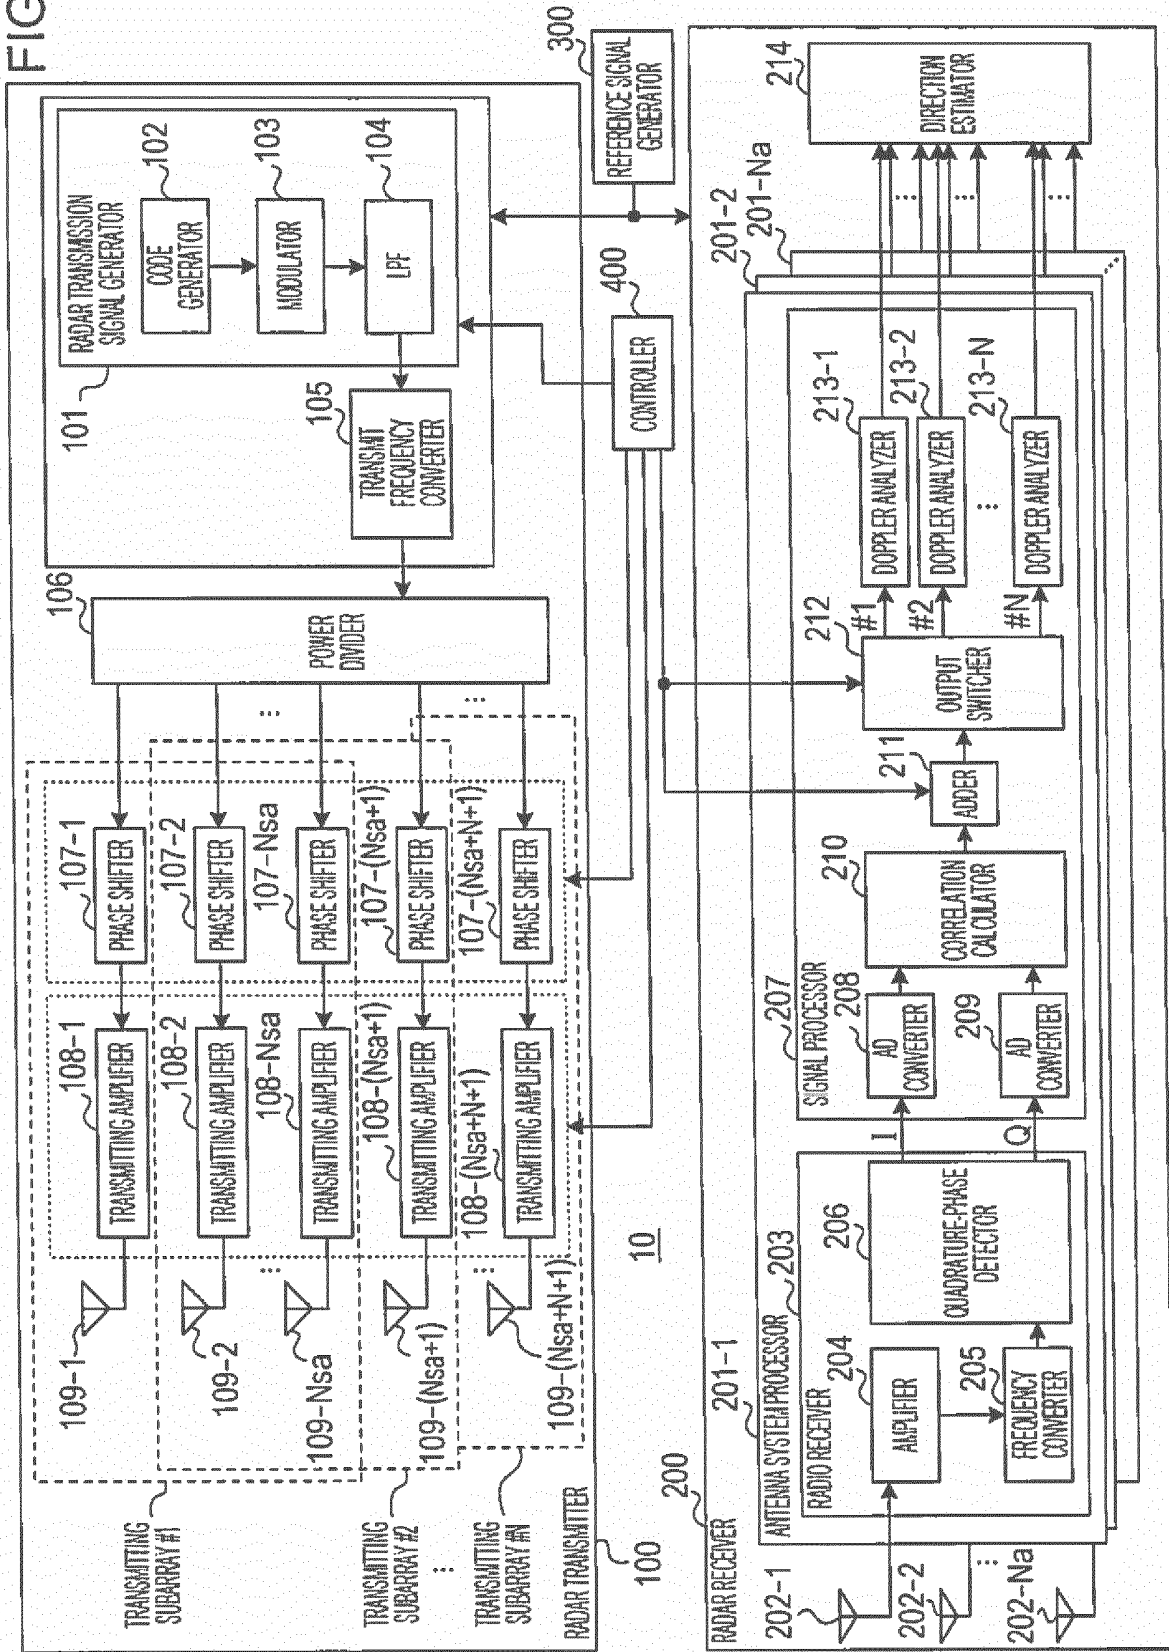 FIG
10
TRANSMITTING
SUBARRAY #1
TRANSMITTING
SUBARRAY #2
⋮
TRANSMITTING
SUBARRAY #N
RADAR TRANSMITTER
100
109-1
109-2
109-Nsa
109-(Nsa+1)
109-(Nsa+N+1)
108-1
TRANSMITTING AMPLIFIER
108-2
TRANSMITTING AMPLIFIER
108-Nsa
TRANSMITTING AMPLIFIER
108-(Nsa+1)
TRANSMITTING AMPLIFIER
108-(Nsa+N+1)
TRANSMITTING AMPLIFIER
107-1
PHASE SHIFTER
107-2
PHASE SHIFTER
107-Nsa
PHASE SHIFTER
107-(Nsa+1)
PHASE SHIFTER
107-(Nsa+N+1)
PHASE SHIFTER
106
POWER
DIVIDER
101
RADAR TRANSMISSION
SIGNAL GENERATOR
102
CODE
GENERATOR
103
MODULATOR
104
LPF
105
TRANSMIT
FREQUENCY
CONVERTER
300
REFERENCE SIGNAL
GENERATOR
400
CONTROLLER
200
RADAR RECEIVER
201-1
ANTENNA SYSTEM PROCESSOR
201-2
201-Na
202-1
202-2
202-Na
203
RADIO RECEIVER
204
AMPLIFIER
205
FREQUENCY
CONVERTER
206
QUADRATURE-PHASE
DETECTOR
I
Q
207
SIGNAL PROCESSOR
208
AD
CONVERTER
209
AD
CONVERTER
210
CORRELATION
CALCULATOR
211
ADDER
212
OUTPUT
SWITCHER
#1
#2
#N
213-1
DOPPLER ANALYZER
213-2
DOPPLER ANALYZER
213-N
DOPPLER ANALYZER
214
DIRECTION
ESTIMATOR